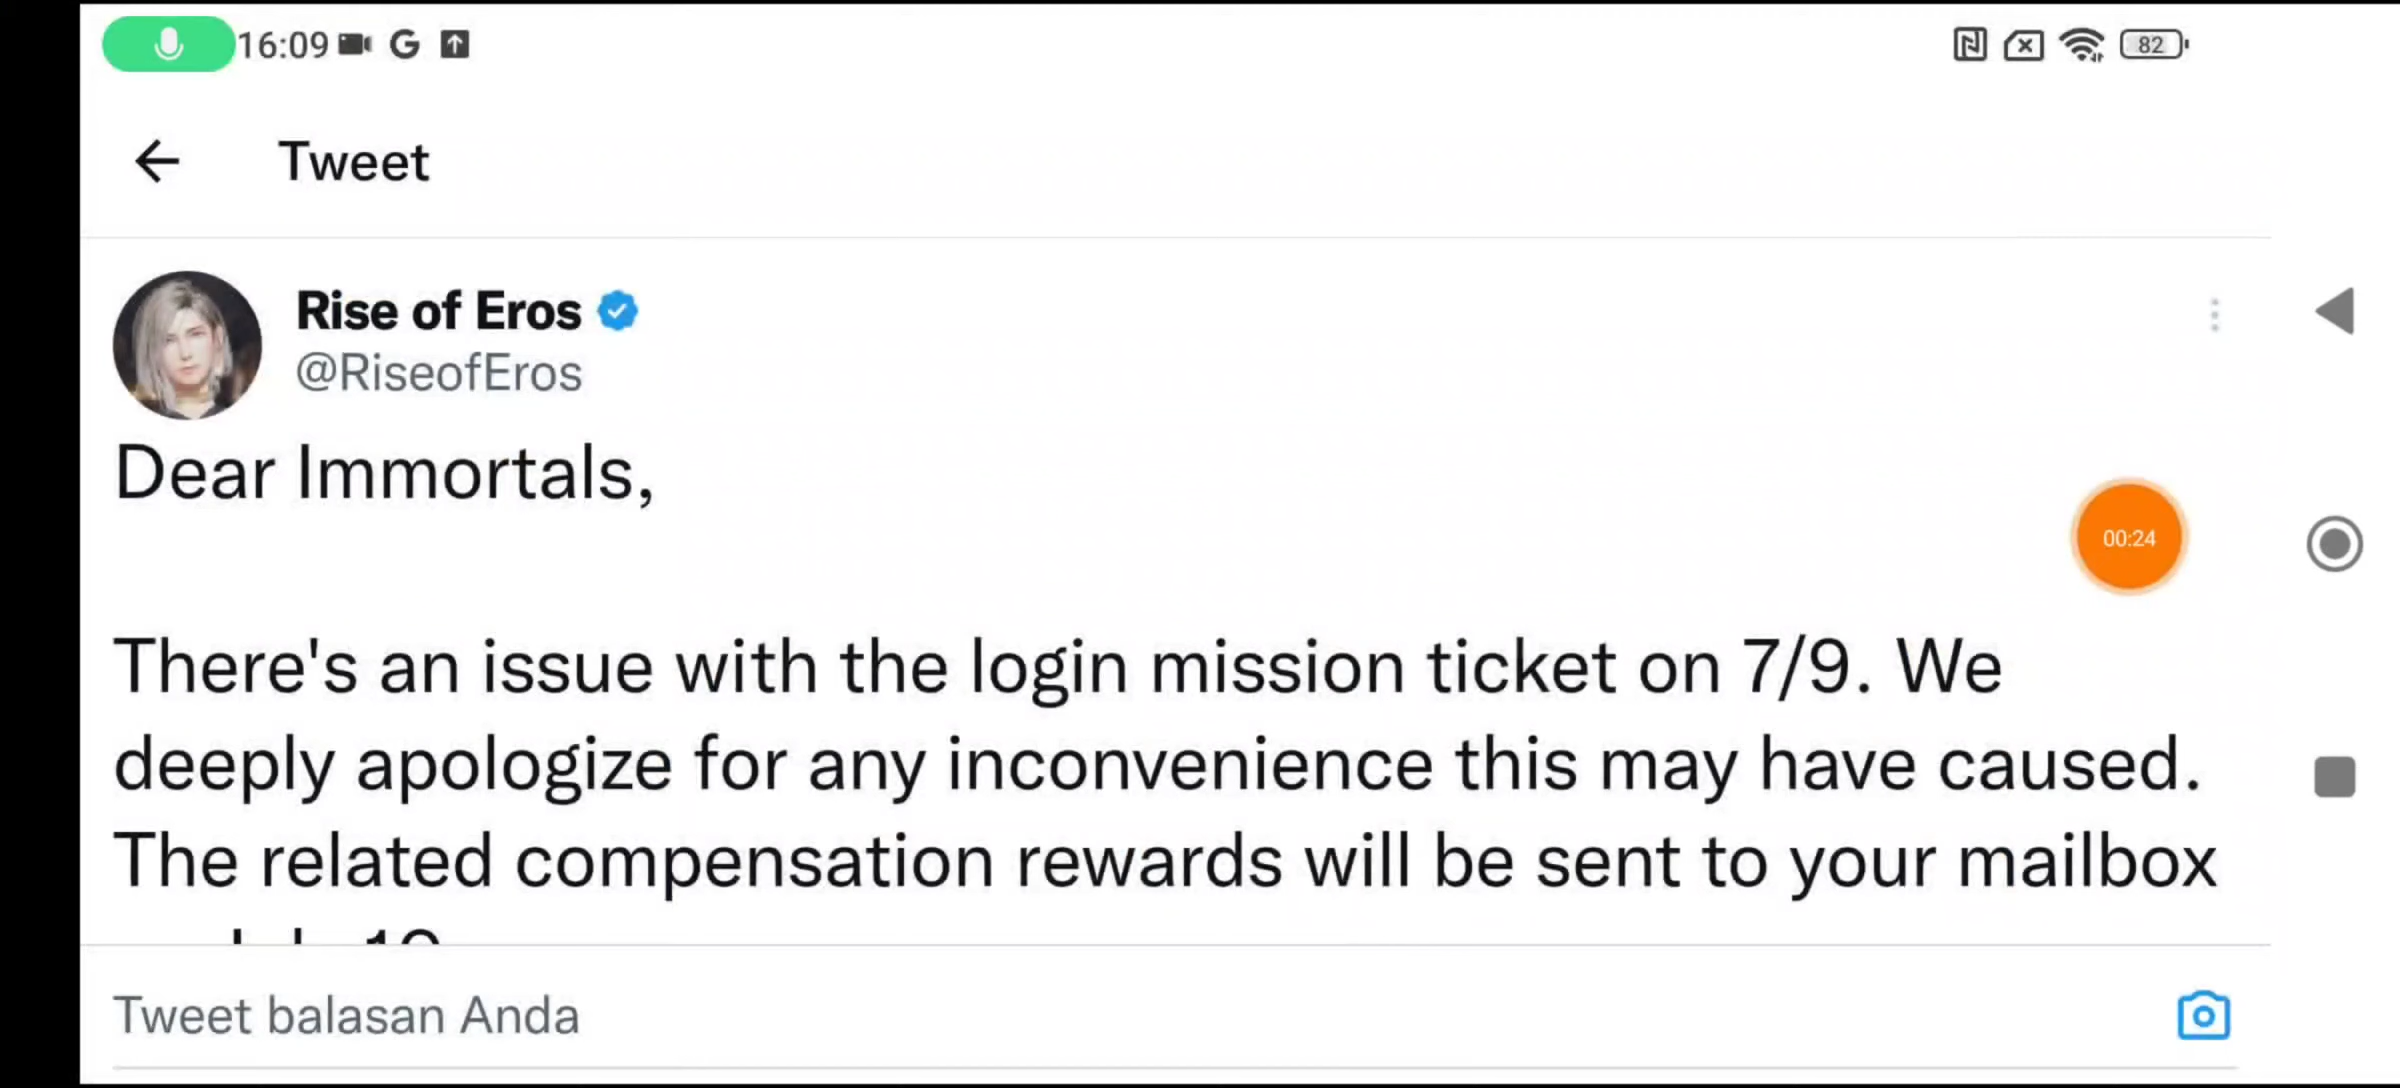 16:09
82
Tweet
Rise of Eros
@RiseofEros
Dear Immortals,
00:24
There's an issue with the login mission ticket on 7/9. We
deeply apologize for any inconvenience this may have caused.
The related compensation rewards will be sent to your mailbox
Tweet balasan Anda